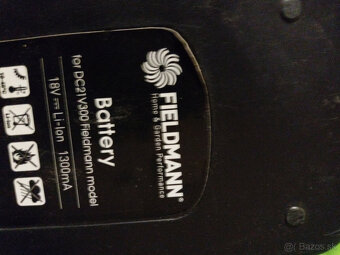 FIELDMANN®
Home & Garden Performance
Battery
for DC21V300 Fieldmann model
18V Li-Ion 1300mA
©Bazos.sk